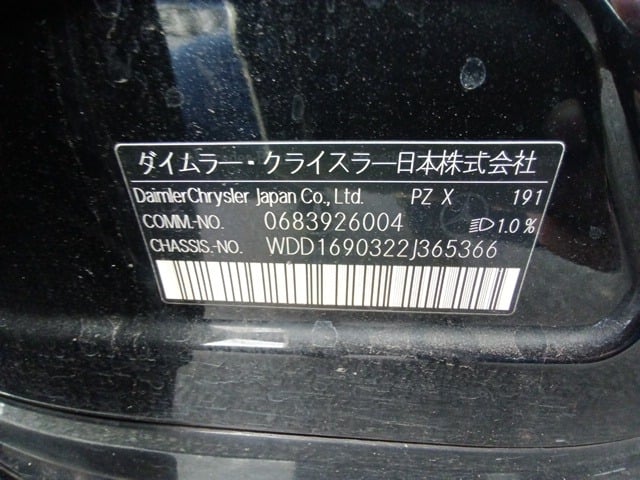 ダイムラー・クライスラー日本株式会社
DaimlerChrysler Japan Co., Ltd. PZ X 191
COMM.-NO. 0683926004 1.0%
CHASSIS.-NO. WDD1690322J365366